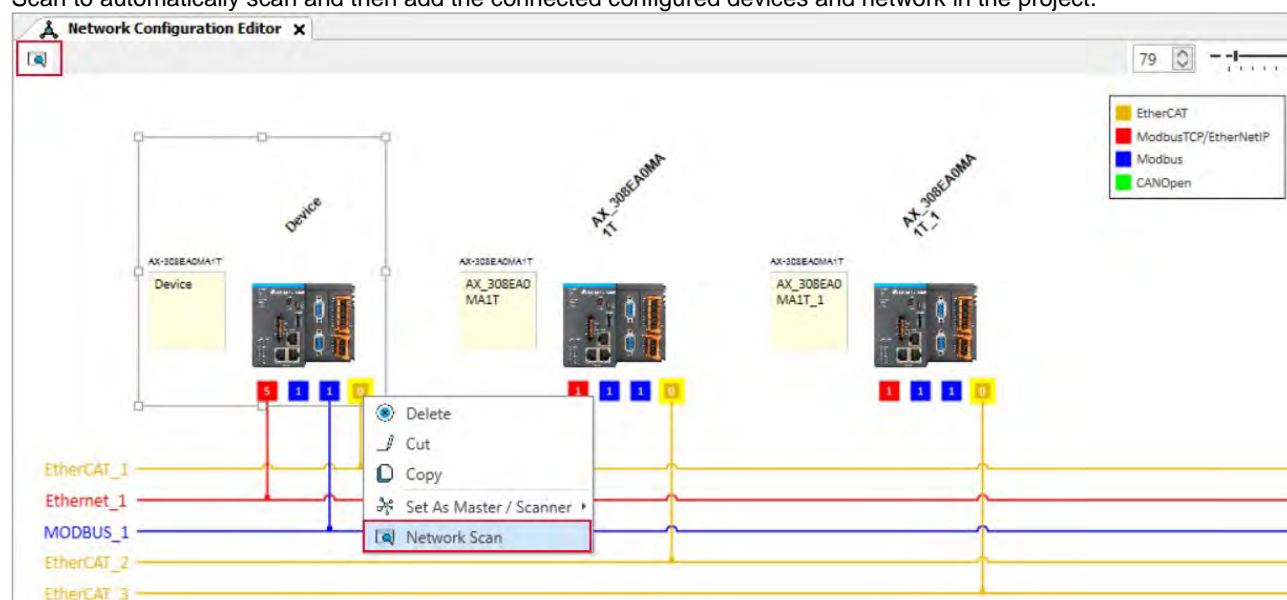 Scan to automatically scan and then add the connected configured devices and network in the project.
Network Configuration Editor x
79
EtherCAT
ModbusTCP/EtherNetIP
Modbus
CANOpen
Device
AX_308EA0MA
1T
AX_308EA0MA
1T_1
AX-308EA0MA1T
Device
AX-308EA0MA1T
AX_308EA0
MA1T
AX-308EA0MA1T
AX_308EA0
MA1T_1
5 1 1 0
1 1 1 0
1 1 1 0
Delete
Cut
Copy
Set As Master / Scanner
Network Scan
EtherCAT_1
Ethernet_1
MODBUS_1
EtherCAT_2
EtherCAT_3